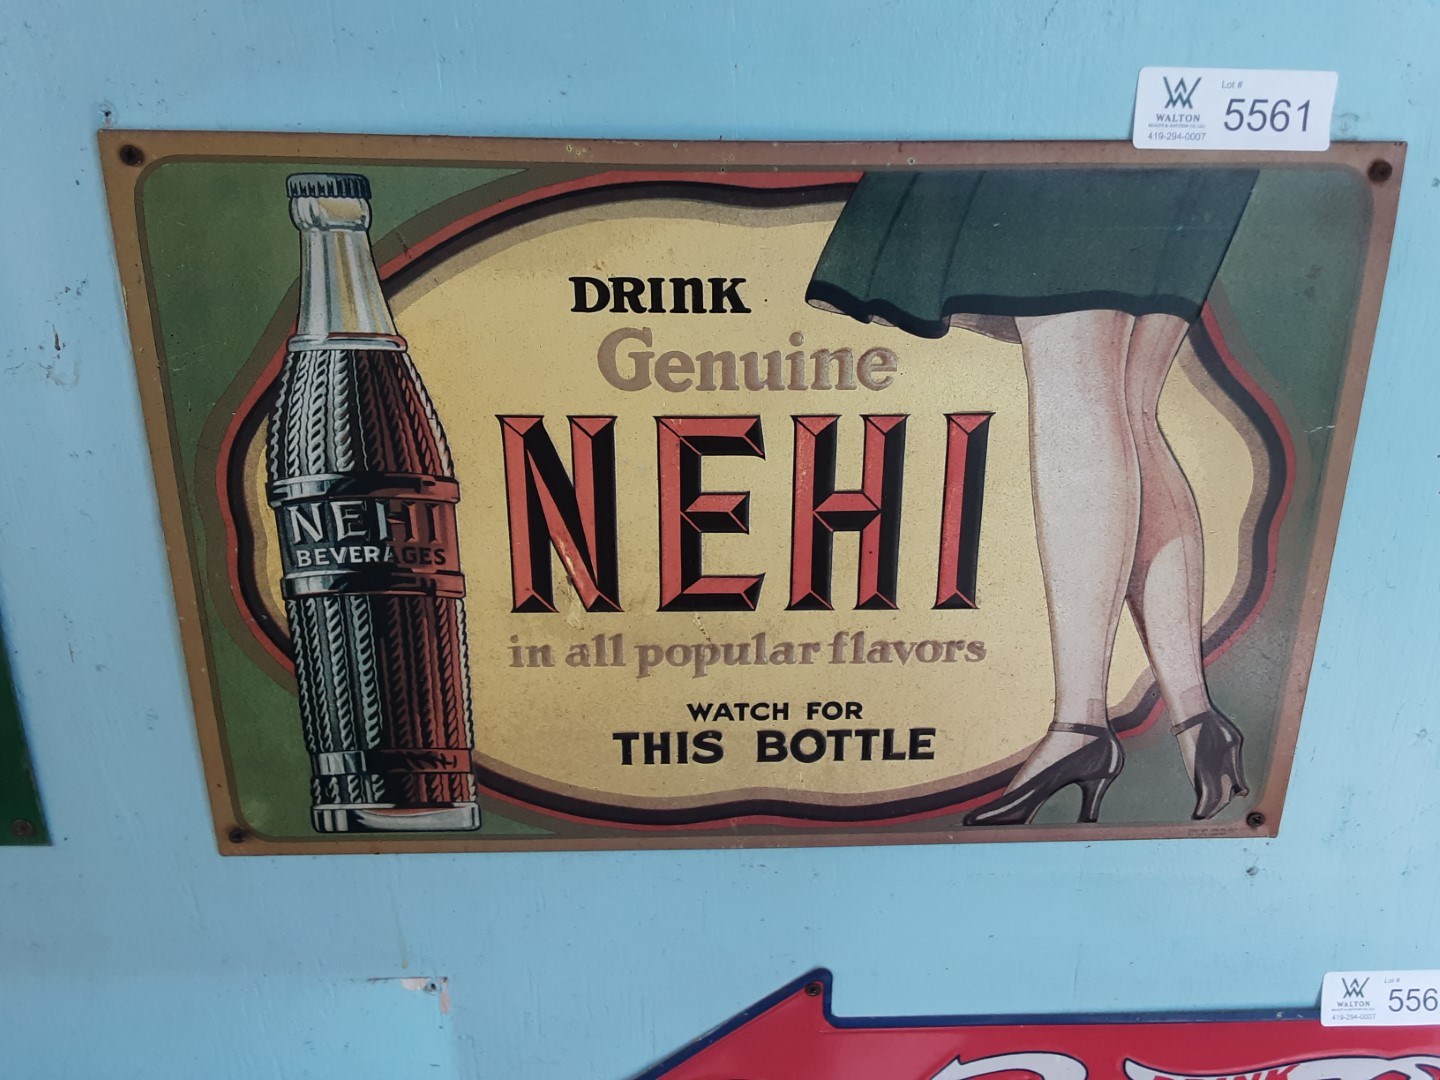 Lot #
WALTON
5561
419-294-0007
DRINK
Genuine
NEHI
in all popular flavors
WATCH FOR
THIS BOTTLE
NEHI
BEVERAGES
Lot #
WALTON
556
419-294-0007
DRINK